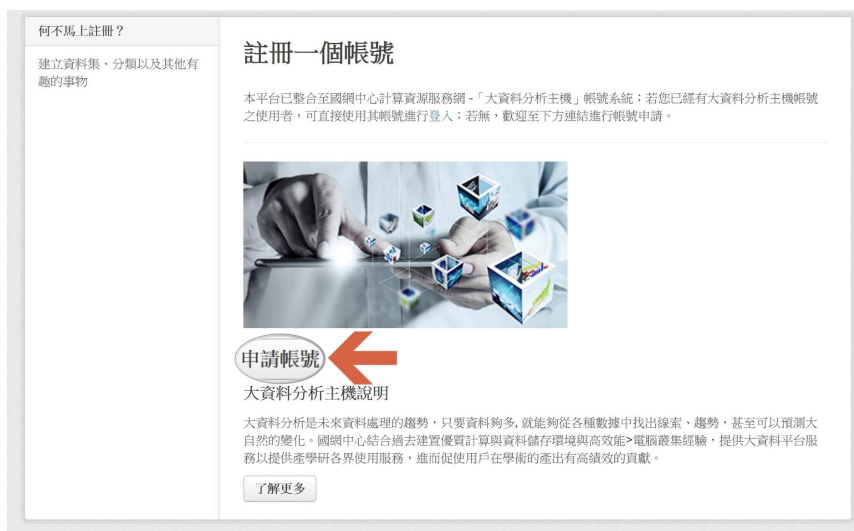 何不馬上註冊？
建立資料集、分類以及其他有
趣的事物
註冊一個帳號
本平台已整合至國網中心計算資源服務網 -「大資料分析主機」帳號系統；若您已經有大資料分析主機帳號
之使用者，可直接使用其帳號進行登入；若無，歡迎至下方連結進行帳號申請。
申請帳號
大資料分析主機說明
大資料分析是未來資料處理的趨勢，只要資料夠多, 就能夠從各種數據中找出線索、趨勢，甚至可以預測大
自然的變化。國網中心結合過去建置優質計算與資料儲存環境與高效能>電腦叢集經驗，提供大資料平台服
務以提供產學研各界使用服務，進而促使用戶在學術的產出有高績效的貢獻。
了解更多